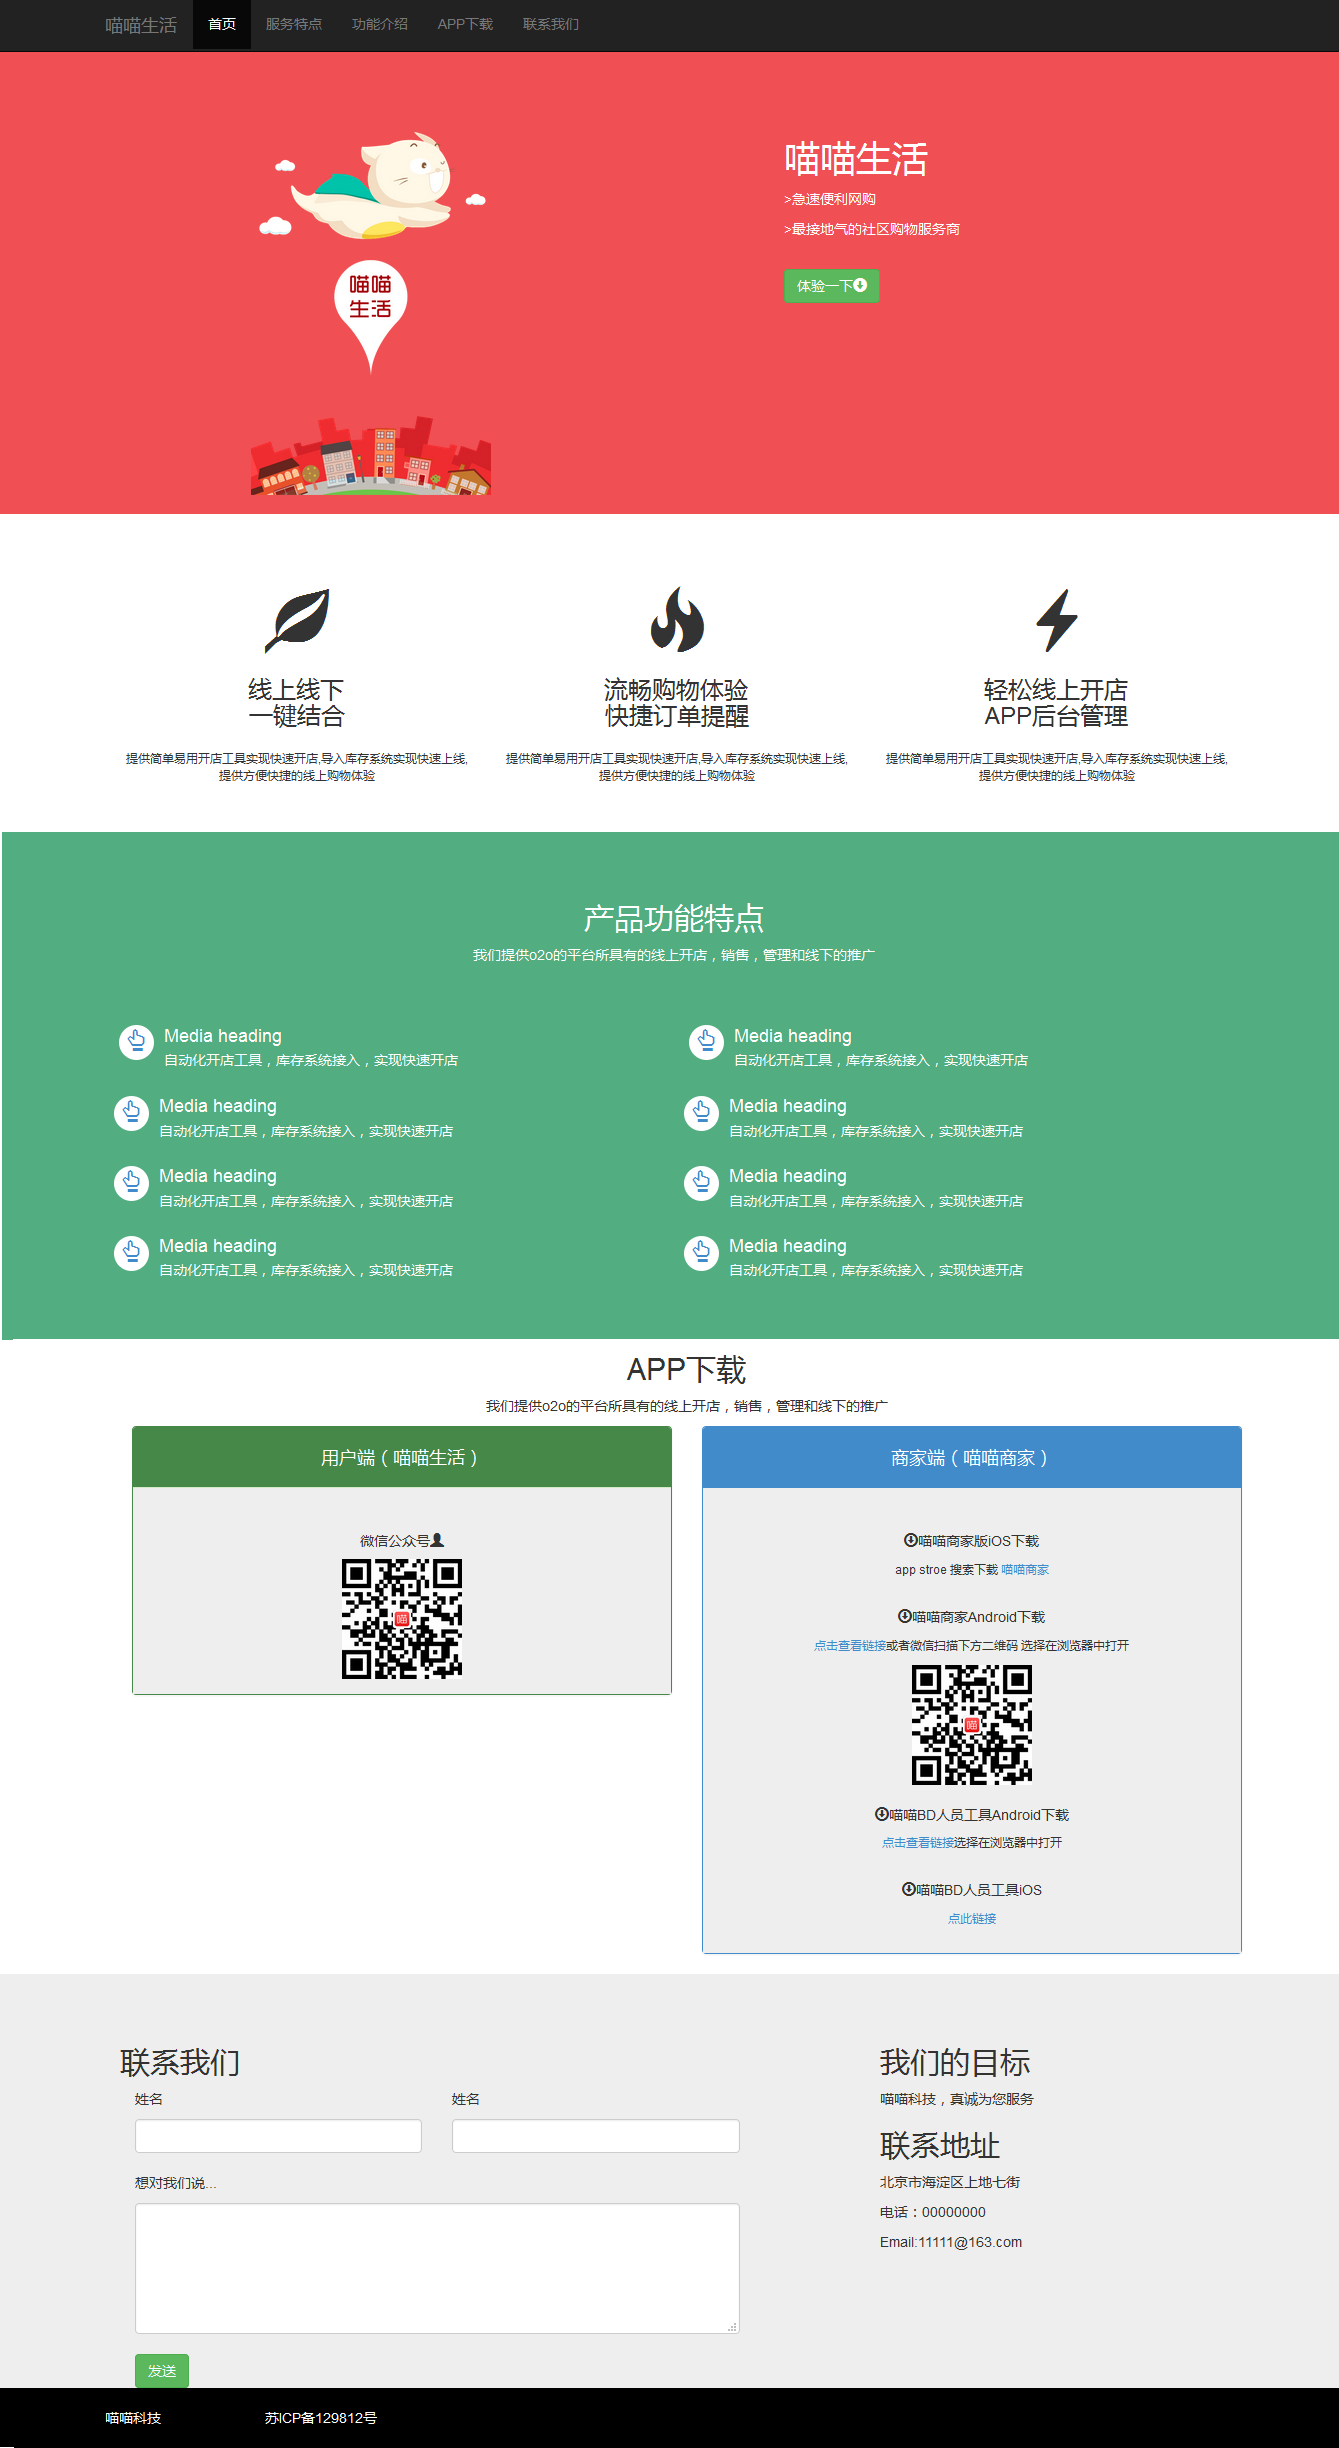 喵喵生活 首页 服务特点 功能介绍 APP下载 联系我们
喵喵
生活
喵喵生活
>急速便利网购
>最接地气的社区购物服务商
体验一下
线上线下
一键结合
提供简单易用开店工具实现快速开店,导入库存系统实现快速上线,
提供方便快捷的线上购物体验
流畅购物体验
快捷订单提醒
提供简单易用开店工具实现快速开店,导入库存系统实现快速上线,
提供方便快捷的线上购物体验
轻松线上开店
APP后台管理
提供简单易用开店工具实现快速开店,导入库存系统实现快速上线,
提供方便快捷的线上购物体验
产品功能特点
我们提供o2o的平台所具有的线上开店，销售，管理和线下的推广
Media heading
自动化开店工具，库存系统接入，实现快速开店
Media heading
自动化开店工具，库存系统接入，实现快速开店
Media heading
自动化开店工具，库存系统接入，实现快速开店
Media heading
自动化开店工具，库存系统接入，实现快速开店
Media heading
自动化开店工具，库存系统接入，实现快速开店
Media heading
自动化开店工具，库存系统接入，实现快速开店
Media heading
自动化开店工具，库存系统接入，实现快速开店
Media heading
自动化开店工具，库存系统接入，实现快速开店
APP下载
我们提供o2o的平台所具有的线上开店，销售，管理和线下的推广
用户端（喵喵生活）
微信公众号
喵
商家端（喵喵商家）
喵喵商家版iOS下载
app stroe 搜索下载 喵喵商家
喵喵商家Android下载
点击查看链接或者微信扫描下方二维码 选择在浏览器中打开
喵
喵喵BD人员工具Android下载
点击查看链接选择在浏览器中打开
喵喵BD人员工具iOS
点此链接
联系我们
姓名 姓名
想对我们说...
发送
我们的目标
喵喵科技，真诚为您服务
联系地址
北京市海淀区上地七街
电话：00000000
Email:11111@163.com
喵喵科技 苏ICP备129812号